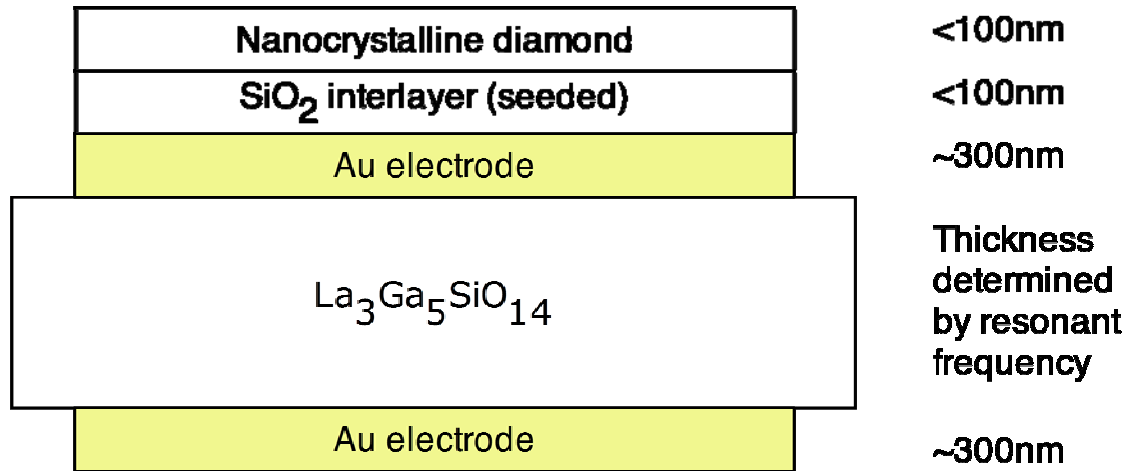 Nanocrystalline diamond
<100nm
SiO2 interlayer (seeded)
<100nm
Au electrode
~300nm
La3Ga5SiO14
Thickness
determined
by resonant
frequency
Au electrode
~300nm